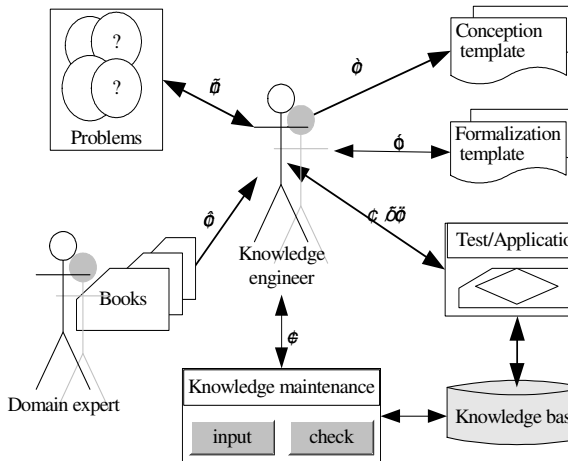 ?
?
Problems
Conception
template
Formalization
template
Knowledge
engineer
Books
Domain expert
Test/Applicatio
Knowledge maintenance
input
check
Knowledge bas